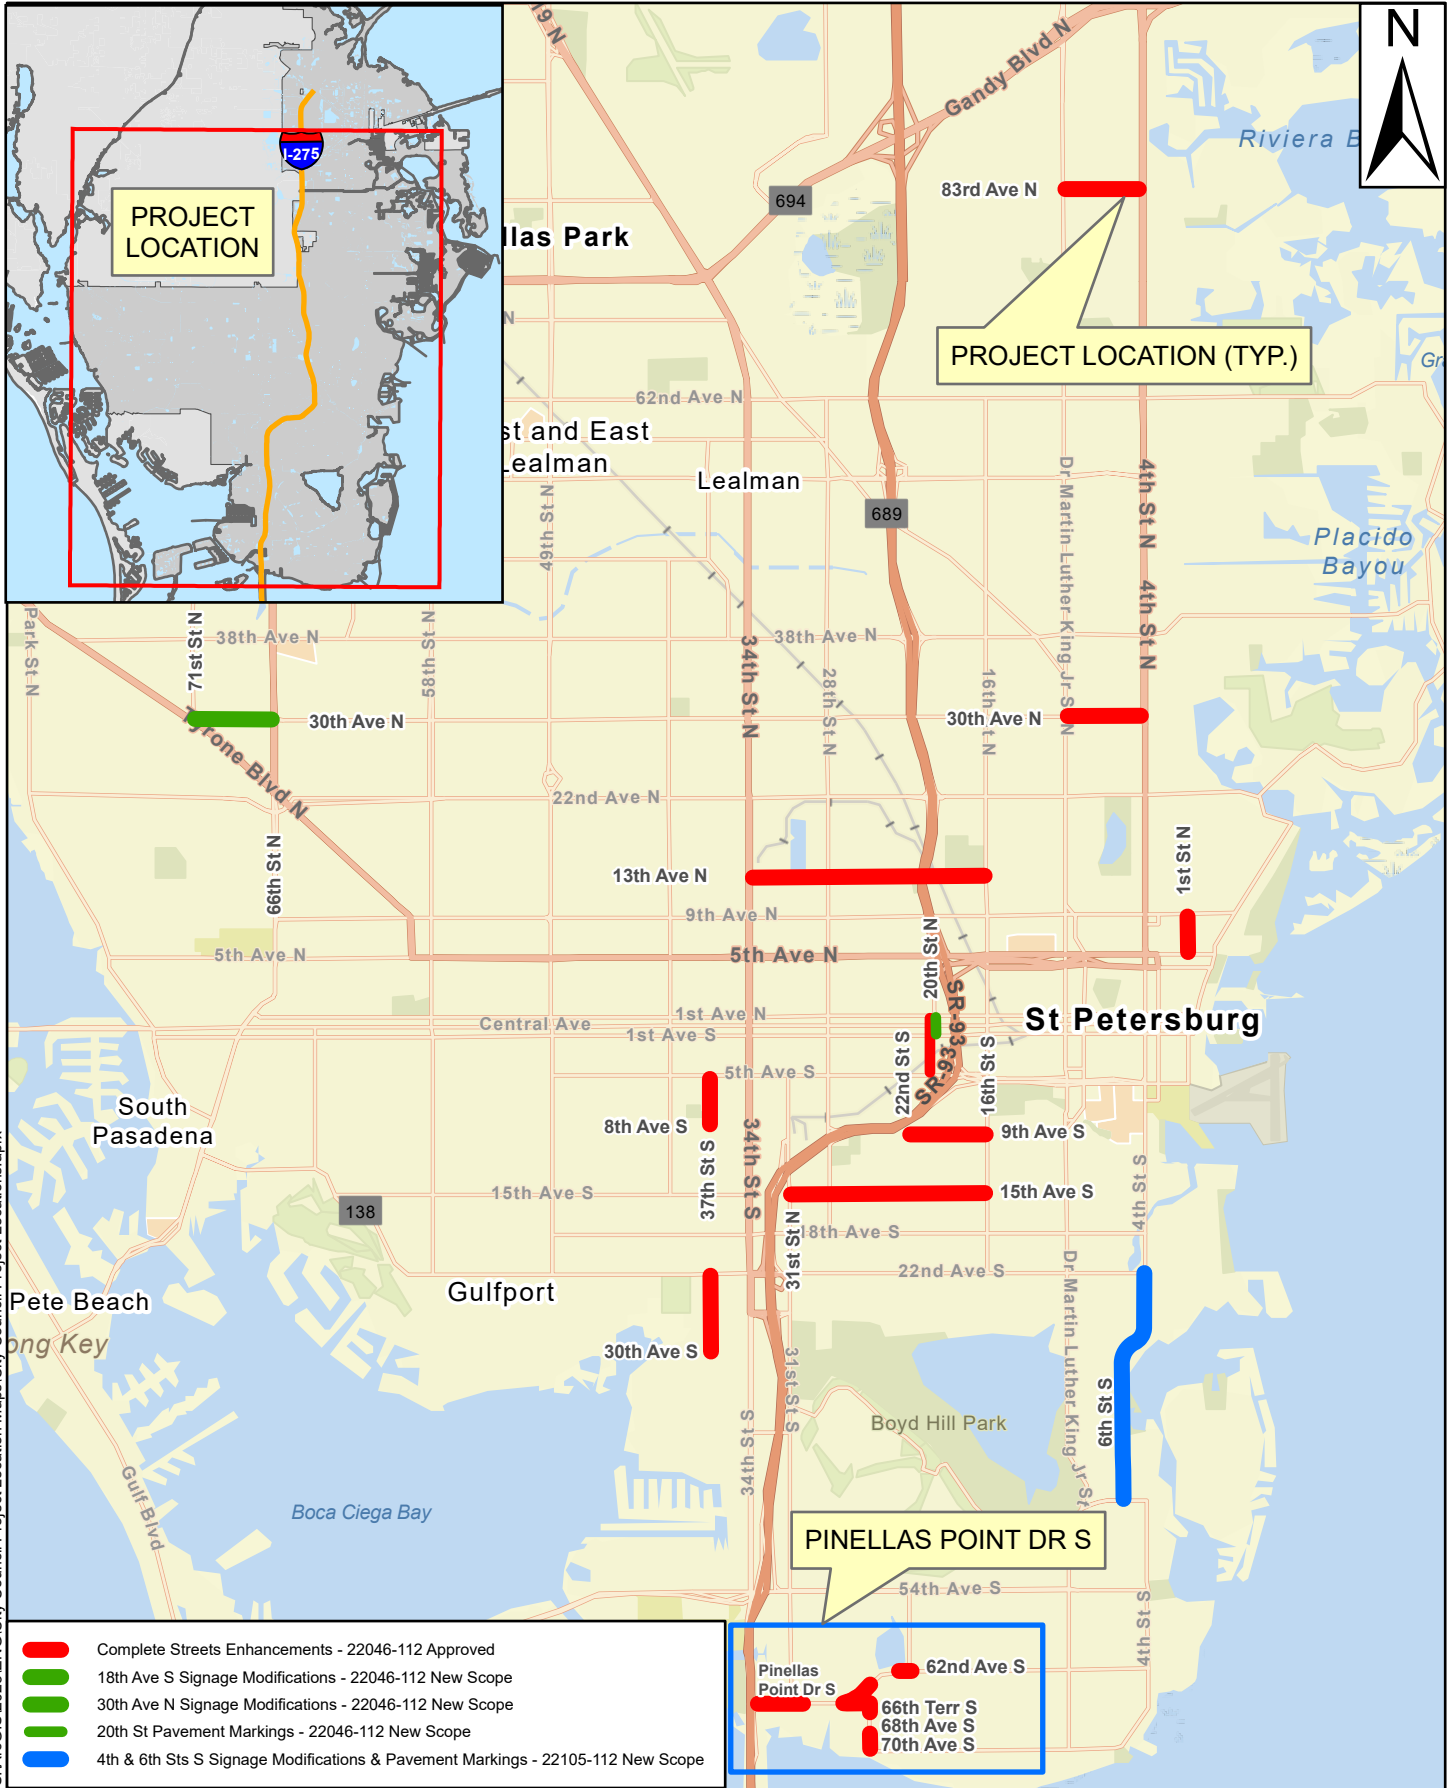 I-275
PROJECT
LOCATION
19 N
Gandy Blvd N
N
Riviera B
694
83rd Ave N
llas Park
N
PROJECT LOCATION (TYP.)
Gr
62nd Ave N
st and East
Lealman
Lealman
49th St N
689
Dr Martin Luther King Jr St N
4th St N
4th St N
Placido
Bayou
Park St N
71st St N
38th Ave N
58th St N
34th St N
38th Ave N
28th St N
16th St N
30th Ave N
30th Ave N
Tyrone Blvd N
22nd Ave N
66th St N
13th Ave N
1st St N
9th Ave N
5th Ave N
5th Ave N
20th St N
SR-93
SR-93
Central Ave
1st Ave N
1st Ave S
St Petersburg
22nd St S
16th St S
5th Ave S
South
Pasadena
8th Ave S
37th St S
34th St S
9th Ave S
15th Ave S
15th Ave S
138
31st St N
18th Ave S
4th St S
22nd Ave S
Gulfport
Pete Beach
ong Key
30th Ave S
31st St S
34th St S
Dr Martin Luther King Jr St
6th St S
Boyd Hill Park
Gulf Blvd
Boca Ciega Bay
PINELLAS POINT DR S
54th Ave S
4th St S
Pinellas
Point Dr S
62nd Ave S
66th Terr S
68th Ave S
70th Ave S
Complete Streets Enhancements - 22046-112 Approved
18th Ave S Signage Modifications - 22046-112 New Scope
30th Ave N Signage Modifications - 22046-112 New Scope
20th St Pavement Markings - 22046-112 New Scope
4th & 6th Sts S Signage Modifications & Pavement Markings - 22105-112 New Scope